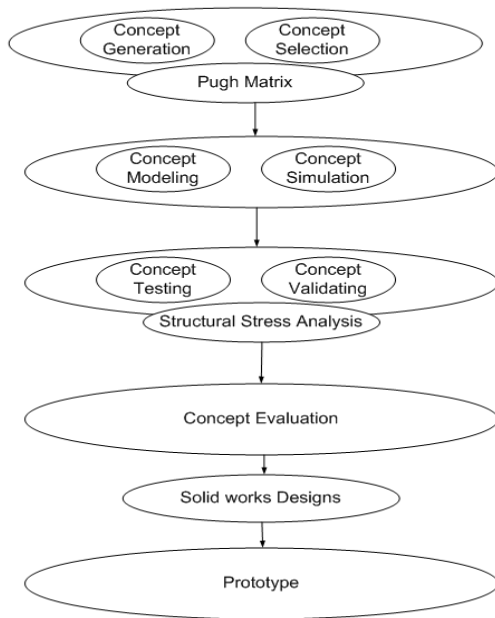 Concept
Generation
Concept
Selection
Pugh Matrix
Concept
Modeling
Concept
Simulation
Concept
Testing
Concept
Validating
Structural Stress Analysis
Concept Evaluation
Solid works Designs
Prototype